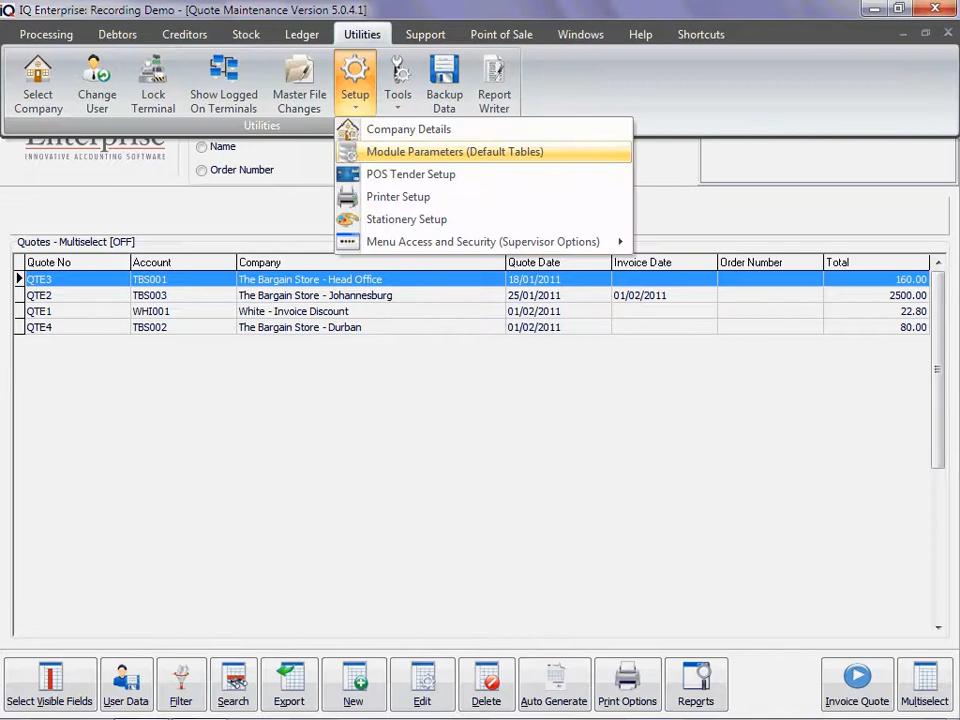 IQ Enterprise: Recording Demo - [Quote Maintenance Version 5.0.4.1]
Processing Debtors Creditors Stock Ledger Utilities Support Point of Sale Windows Help Shortcuts
Select Company
Change User
Lock Terminal
Show Logged On Terminals
Master File Changes
Setup
Tools
Backup Data
Report Writer
Utilities
Company Details
Module Parameters (Default Tables)
POS Tender Setup
Printer Setup
Stationery Setup
Menu Access and Security (Supervisor Options)
Enterprise
INNOVATIVE ACCOUNTING SOFTWARE
Name
Order Number
Quotes - Multiselect [OFF]
Quote No Account Company Quote Date Invoice Date Order Number Total
QTE3 TBS001 The Bargain Store - Head Office 18/01/2011 160.00
QTE2 TBS003 The Bargain Store - Johannesburg 25/01/2011 01/02/2011 2500.00
QTE1 WHI001 White - Invoice Discount 01/02/2011 22.80
QTE4 TBS002 The Bargain Store - Durban 01/02/2011 80.00
Select Visible Fields User Data Filter Search Export New Edit Delete Auto Generate Print Options Reports Invoice Quote Multiselect